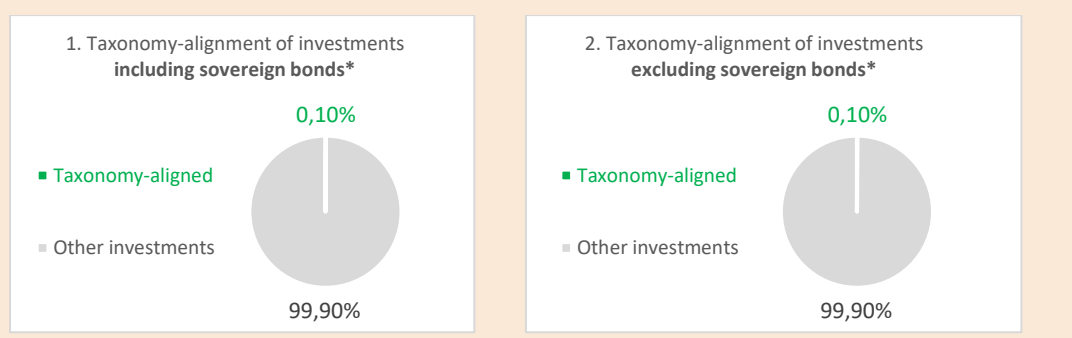 1. Taxonomy-alignment of investments
including sovereign bonds*
0,10%
Taxonomy-aligned
Other investments
99,90%
2. Taxonomy-alignment of investments
excluding sovereign bonds*
0,10%
Taxonomy-aligned
Other investments
99,90%